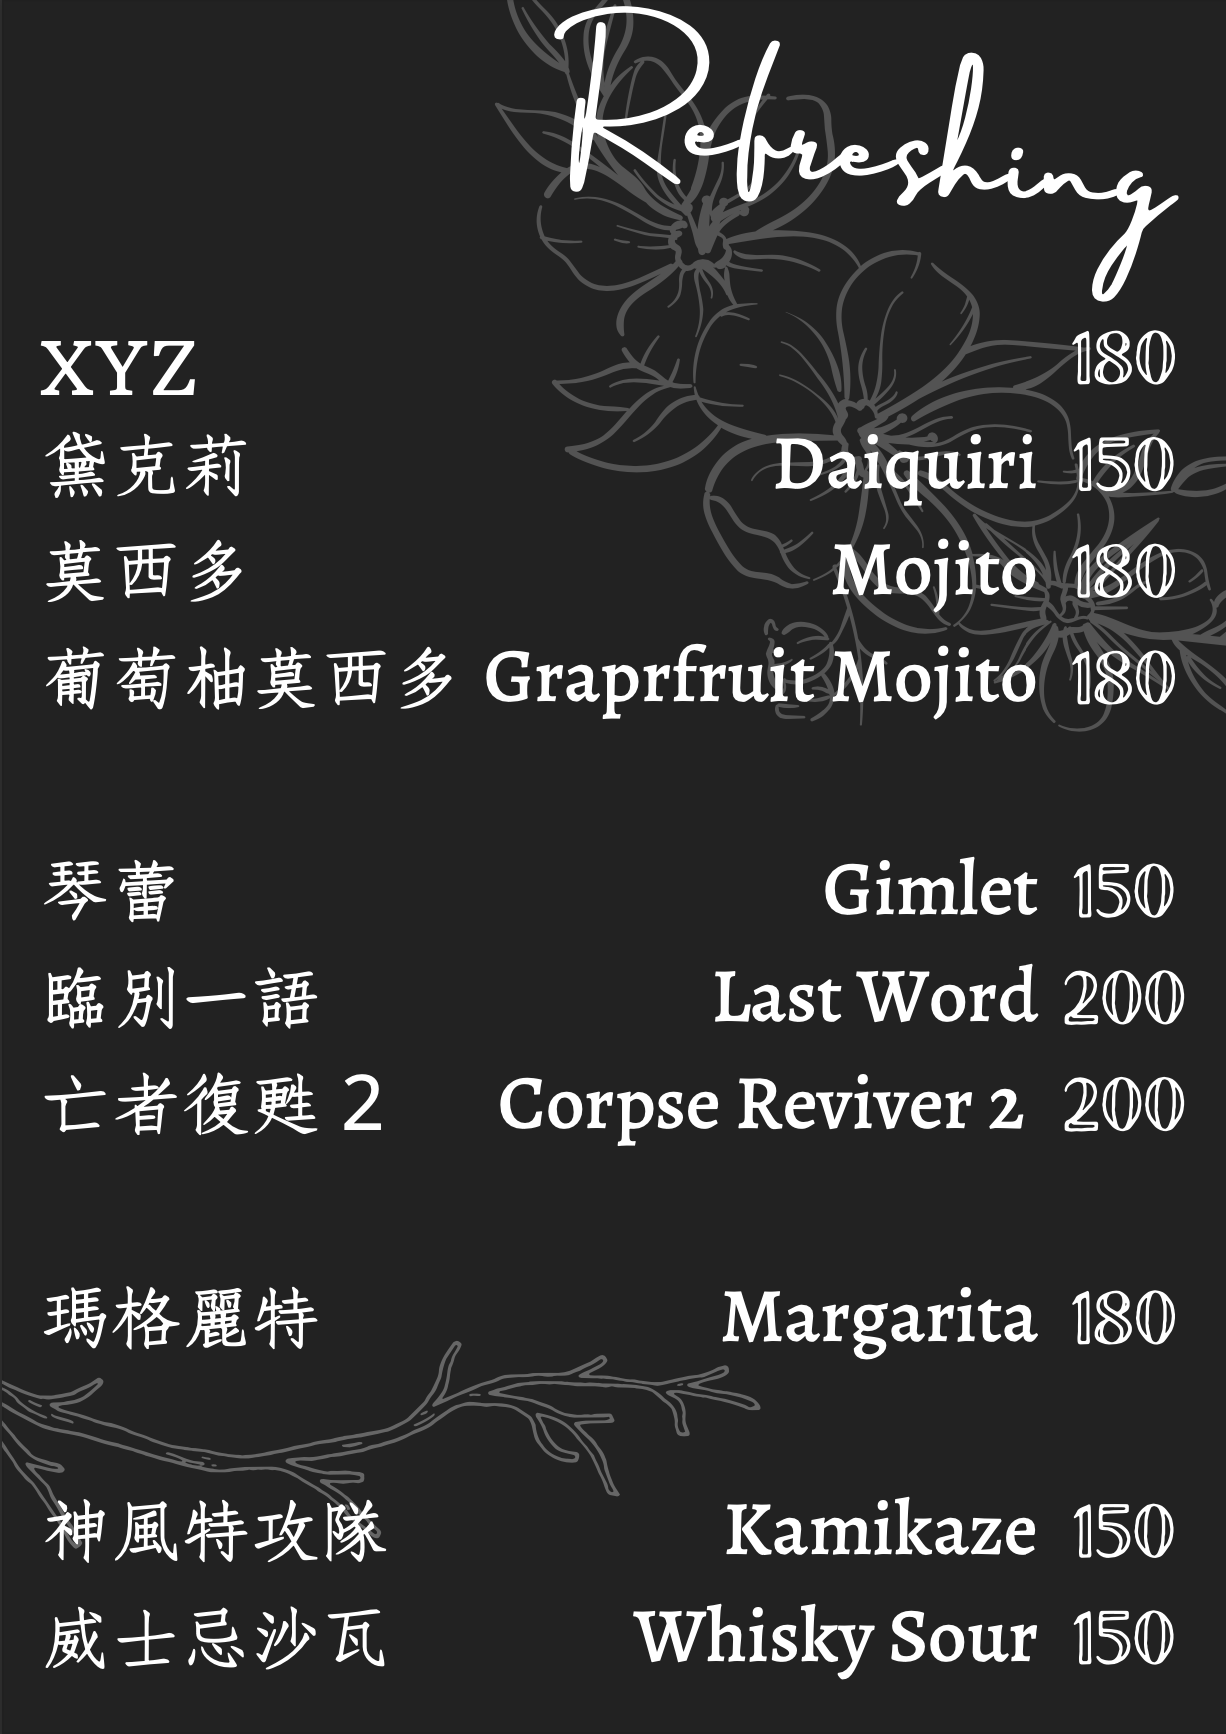 Refreshing
XYZ 180
黛克莉 Daiquiri 150
莫西多 Mojito 180
葡萄柚莫西多 Graprfruit Mojito 180
琴蕾 Gimlet 150
臨別一語 Last Word 200
亡者復甦 2 Corpse Reviver 2 200
瑪格麗特 Margarita 180
神風特攻隊 Kamikaze 150
威士忌沙瓦 Whisky Sour 150